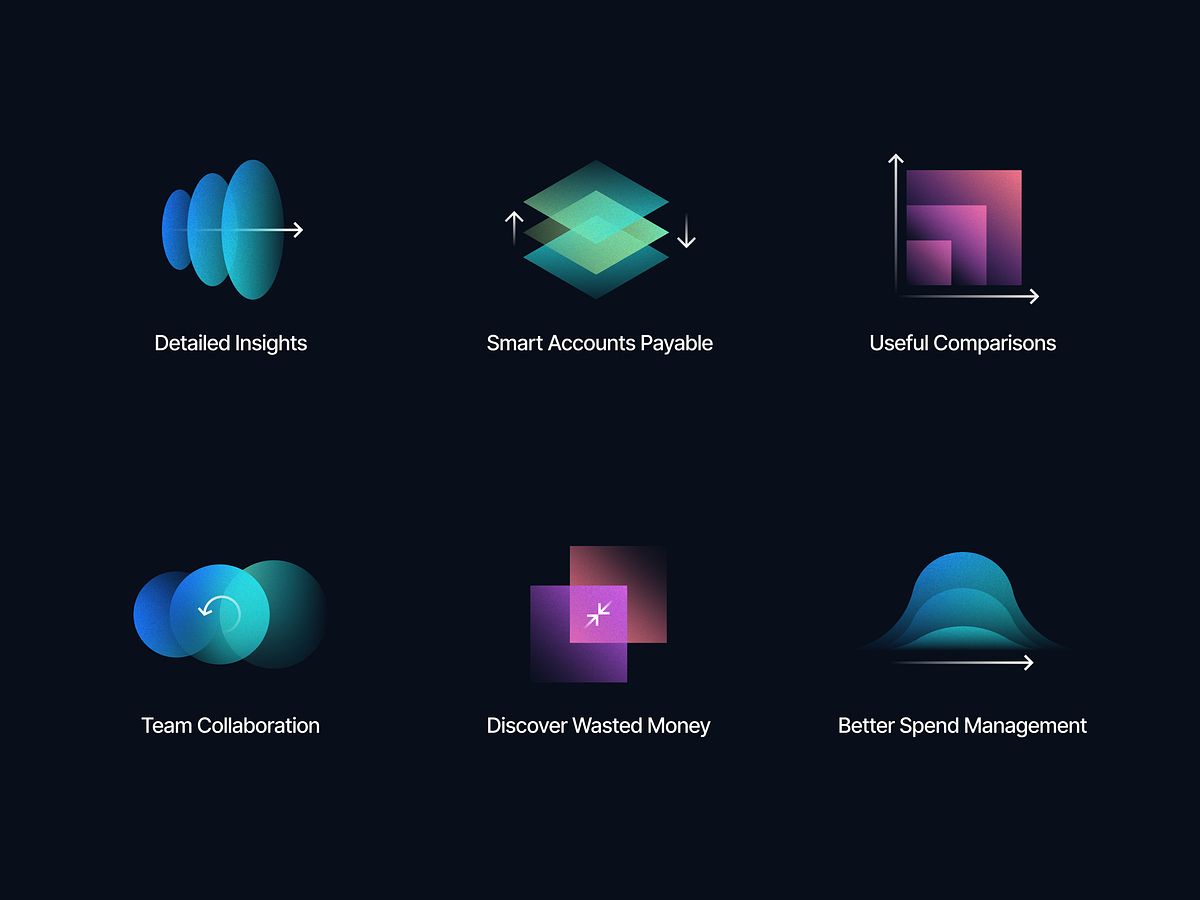 Detailed Insights
Smart Accounts Payable
Useful Comparisons
Team Collaboration
Discover Wasted Money
Better Spend Management